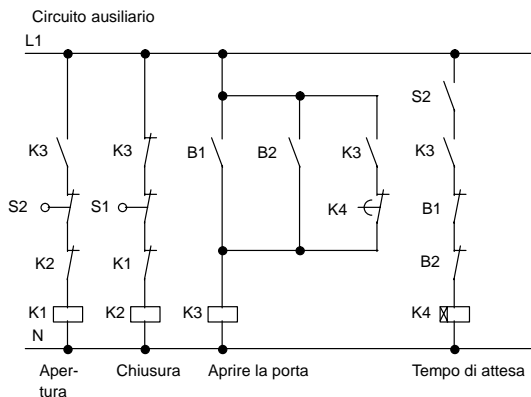 Circuito ausiliario
L1
S2
K3 K3 B1 B2 K3 K3
S2 S1 K4 B1
K2 K1 B2
K1 K2 K3 K4
N
Aper-
tura
Chiusura
Aprire la porta
Tempo di attesa